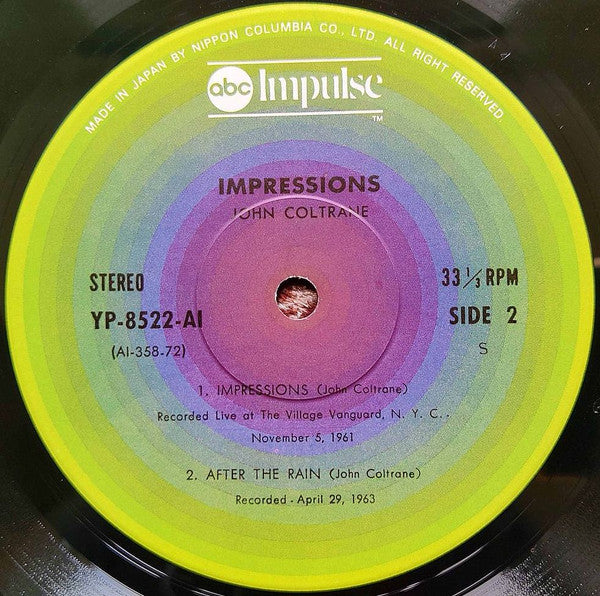 MADE IN JAPAN BY NIPPON COLUMBIA CO., LTD. ALL RIGHT RESERVED
abc Impulse
TM
IMPRESSIONS
JOHN COLTRANE
STEREO
33 1/3 RPM
YP-8522-AI
SIDE 2
(AI-358-72)
S
1. IMPRESSIONS (John Coltrane)
Recorded Live at The Village Vanguard, N. Y. C..
November 5, 1961
2. AFTER THE RAIN (John Coltrane)
Recorded - April 29, 1963